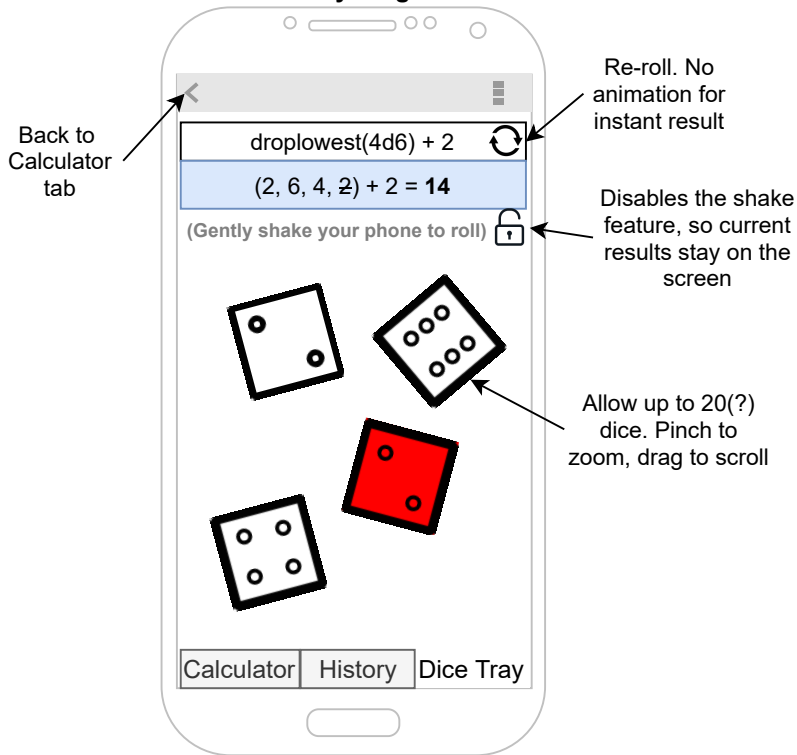 Re-roll. No
animation for
instant result
Back to
Calculator
tab
droplowest(4d6) + 2
(2, 6, 4, 2) + 2 = 14
(Gently shake your phone to roll)
Disables the shake
feature, so current
results stay on the
screen
Allow up to 20(?)
dice. Pinch to
zoom, drag to scroll
Calculator
History
Dice Tray